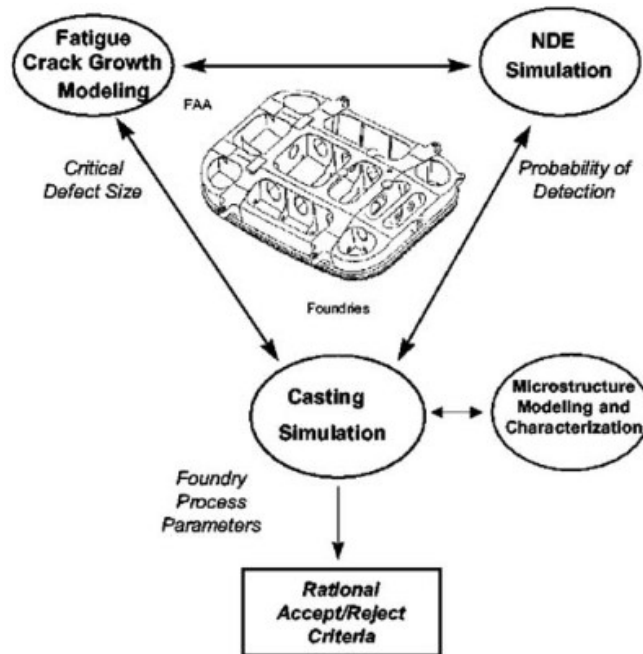 Fatigue
Crack Growth
Modeling
NDE
Simulation
FAA
Critical
Defect Size
Probability of
Detection
Foundries
Casting
Simulation
Microstructure
Modeling and
Characterization
Foundry
Process
Parameters
Rational
Accept/Reject
Criteria